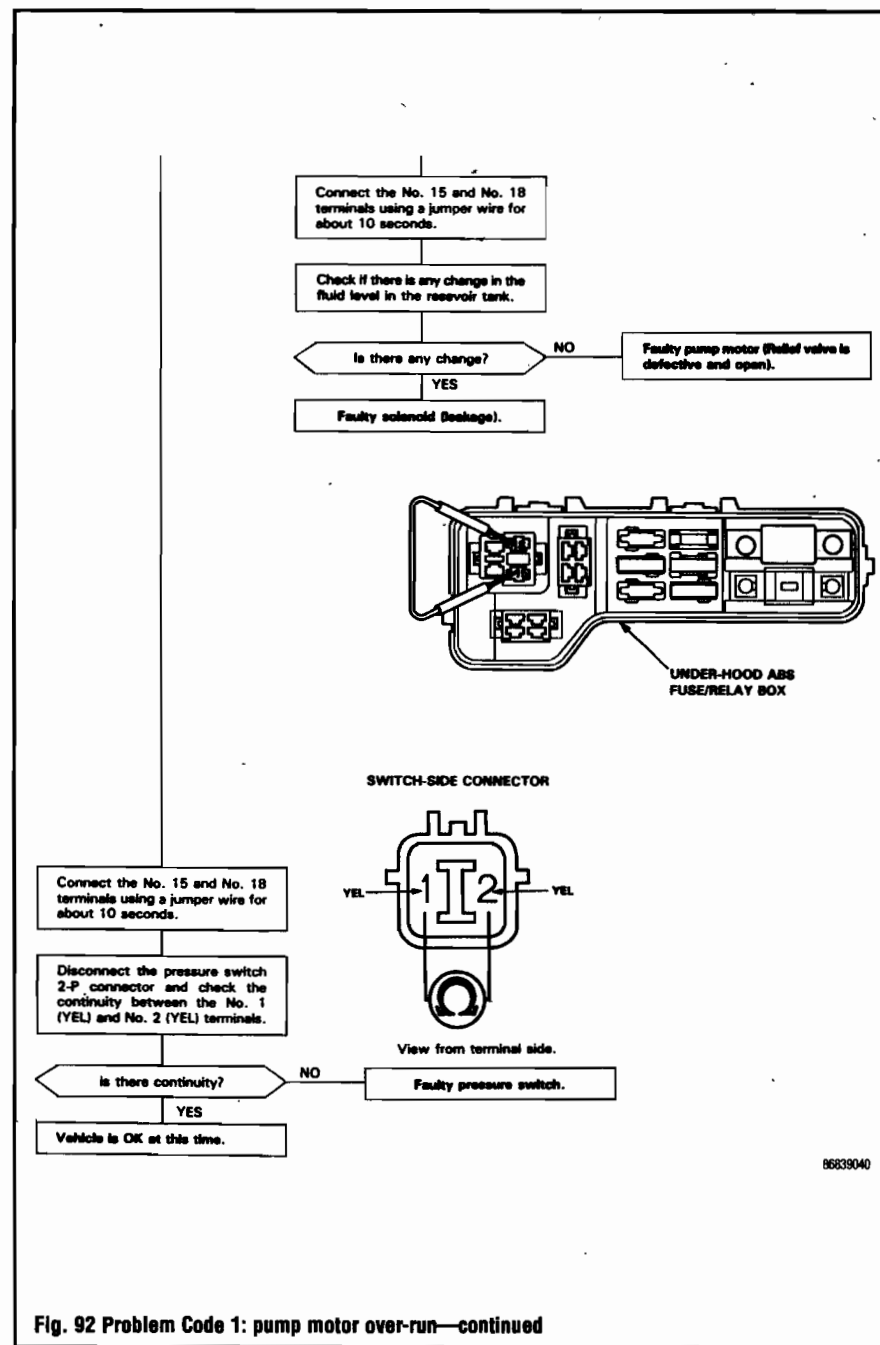 Connect the No. 15 and No. 18
terminals using a jumper wire for
about 10 seconds.
Check if there is any change in the
fluid level in the resevoir tank.
Is there any change?
NO
Faulty pump motor (Relief valve is
defective and open).
YES
Faulty solenoid (leakage).
UNDER-HOOD ABS
FUSE/RELAY BOX
SWITCH-SIDE CONNECTOR
YEL
1
2
YEL
Ω
View from terminal side.
Connect the No. 15 and No. 18
terminals using a jumper wire for
about 10 seconds.
Disconnect the pressure switch
2-P connector and check the
continuity between the No. 1
(YEL) and No. 2 (YEL) terminals.
is there continuity?
NO
Faulty pressure switch.
YES
Vehicle is OK at this time.
86839040
Fig. 92 Problem Code 1: pump motor over-run—continued